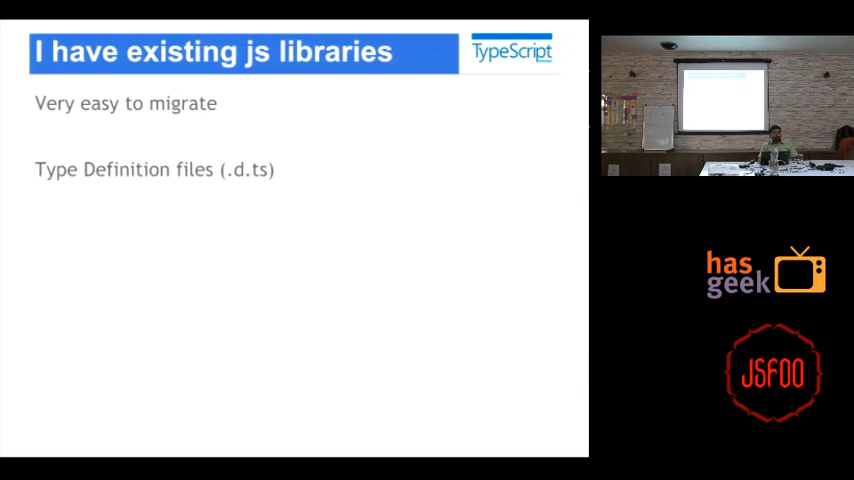 I have existing js libraries
TypeScript
Very easy to migrate
Type Definition files (.d.ts)
has
geek
JSFOO